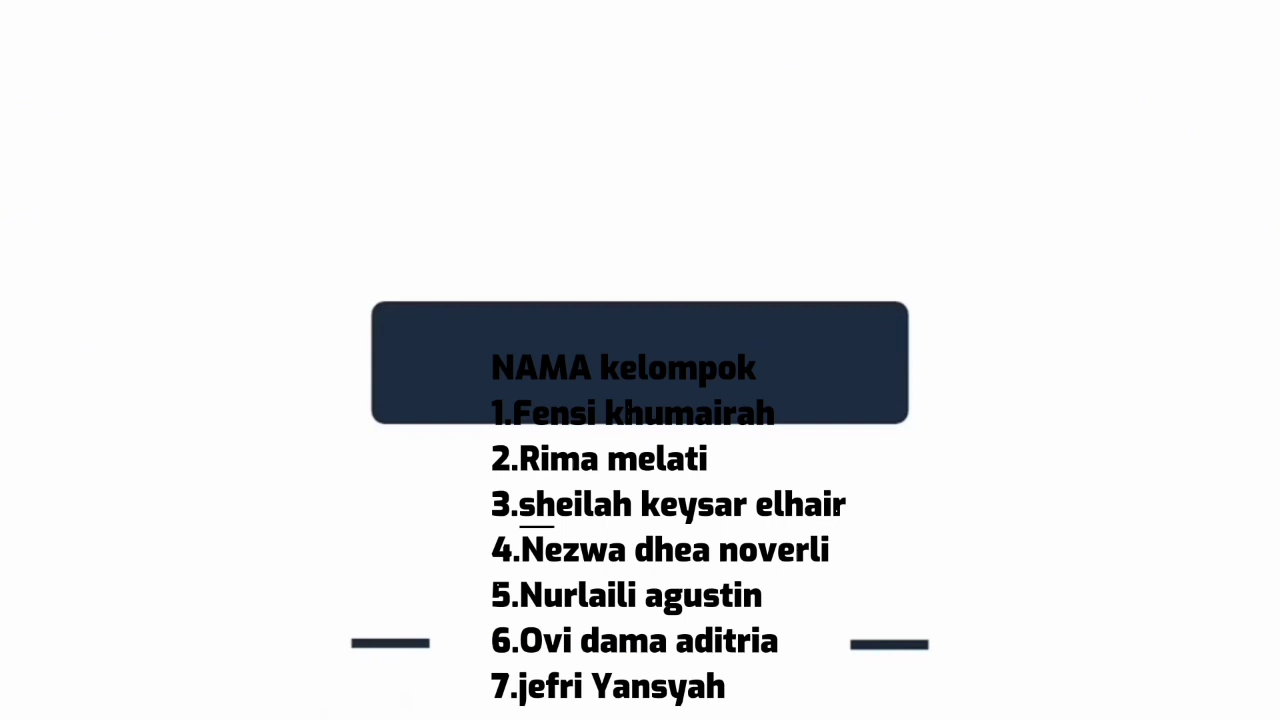 NAMA kelompok
1.Fensi khumairah
2.Rima melati
3.sheilah keysar elhair
4.Nezwa dhea noverli
5.Nurlaili agustin
6.Ovi dama aditria
7.jefri Yansyah